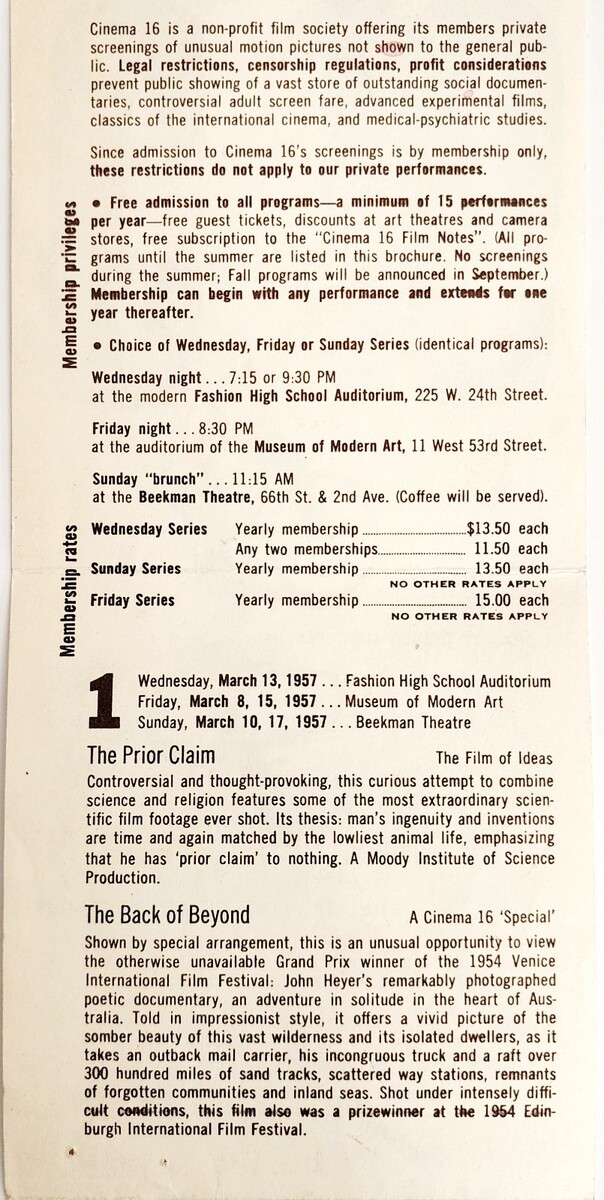 Cinema 16 is a non-profit film society offering its members private
screenings of unusual motion pictures not shown to the general pub-
lic. Legal restrictions, censorship regulations, profit considerations
prevent public showing of a vast store of outstanding social documen-
taries, controversial adult screen fare, advanced experimental films,
classics of the international cinema, and medical-psychiatric studies.
Since admission to Cinema 16's screenings is by membership only,
these restrictions do not apply to our private performances.
Membership privileges
• Free admission to all programs—a minimum of 15 performances
per year—free guest tickets, discounts at art theatres and camera
stores, free subscription to the "Cinema 16 Film Notes". (All pro-
grams until the summer are listed in this brochure. No screenings
during the summer; Fall programs will be announced in September.)
Membership can begin with any performance and extends for one
year thereafter.
• Choice of Wednesday, Friday or Sunday Series (identical programs):
Wednesday night . . . 7:15 or 9:30 PM
at the modern Fashion High School Auditorium, 225 W. 24th Street.
Friday night . . . 8:30 PM
at the auditorium of the Museum of Modern Art, 11 West 53rd Street.
Sunday "brunch" . . . 11:15 AM
at the Beekman Theatre, 66th St. & 2nd Ave. (Coffee will be served).
Membership rates
Wednesday Series Yearly membership ........ $13.50 each
Any two memberships........ 11.50 each
Sunday Series Yearly membership ........ 13.50 each
NO OTHER RATES APPLY
Friday Series Yearly membership ........ 15.00 each
NO OTHER RATES APPLY
1
Wednesday, March 13, 1957 . . . Fashion High School Auditorium
Friday, March 8, 15, 1957 . . . Museum of Modern Art
Sunday, March 10, 17, 1957 . . . Beekman Theatre
The Prior Claim The Film of Ideas
Controversial and thought-provoking, this curious attempt to combine
science and religion features some of the most extraordinary scien-
tific film footage ever shot. Its thesis: man's ingenuity and inventions
are time and again matched by the lowliest animal life, emphasizing
that he has 'prior claim' to nothing. A Moody Institute of Science
Production.
The Back of Beyond A Cinema 16 'Special'
Shown by special arrangement, this is an unusual opportunity to view
the otherwise unavailable Grand Prix winner of the 1954 Venice
International Film Festival: John Heyer's remarkably photographed
poetic documentary, an adventure in solitude in the heart of Aus-
tralia. Told in impressionist style, it offers a vivid picture of the
somber beauty of this vast wilderness and its isolated dwellers, as it
takes an outback mail carrier, his incongruous truck and a raft over
300 hundred miles of sand tracks, scattered way stations, remnants
of forgotten communities and inland seas. Shot under intensely diffi-
cult conditions, this film also was a prizewinner at the 1954 Edin-
burgh International Film Festival.